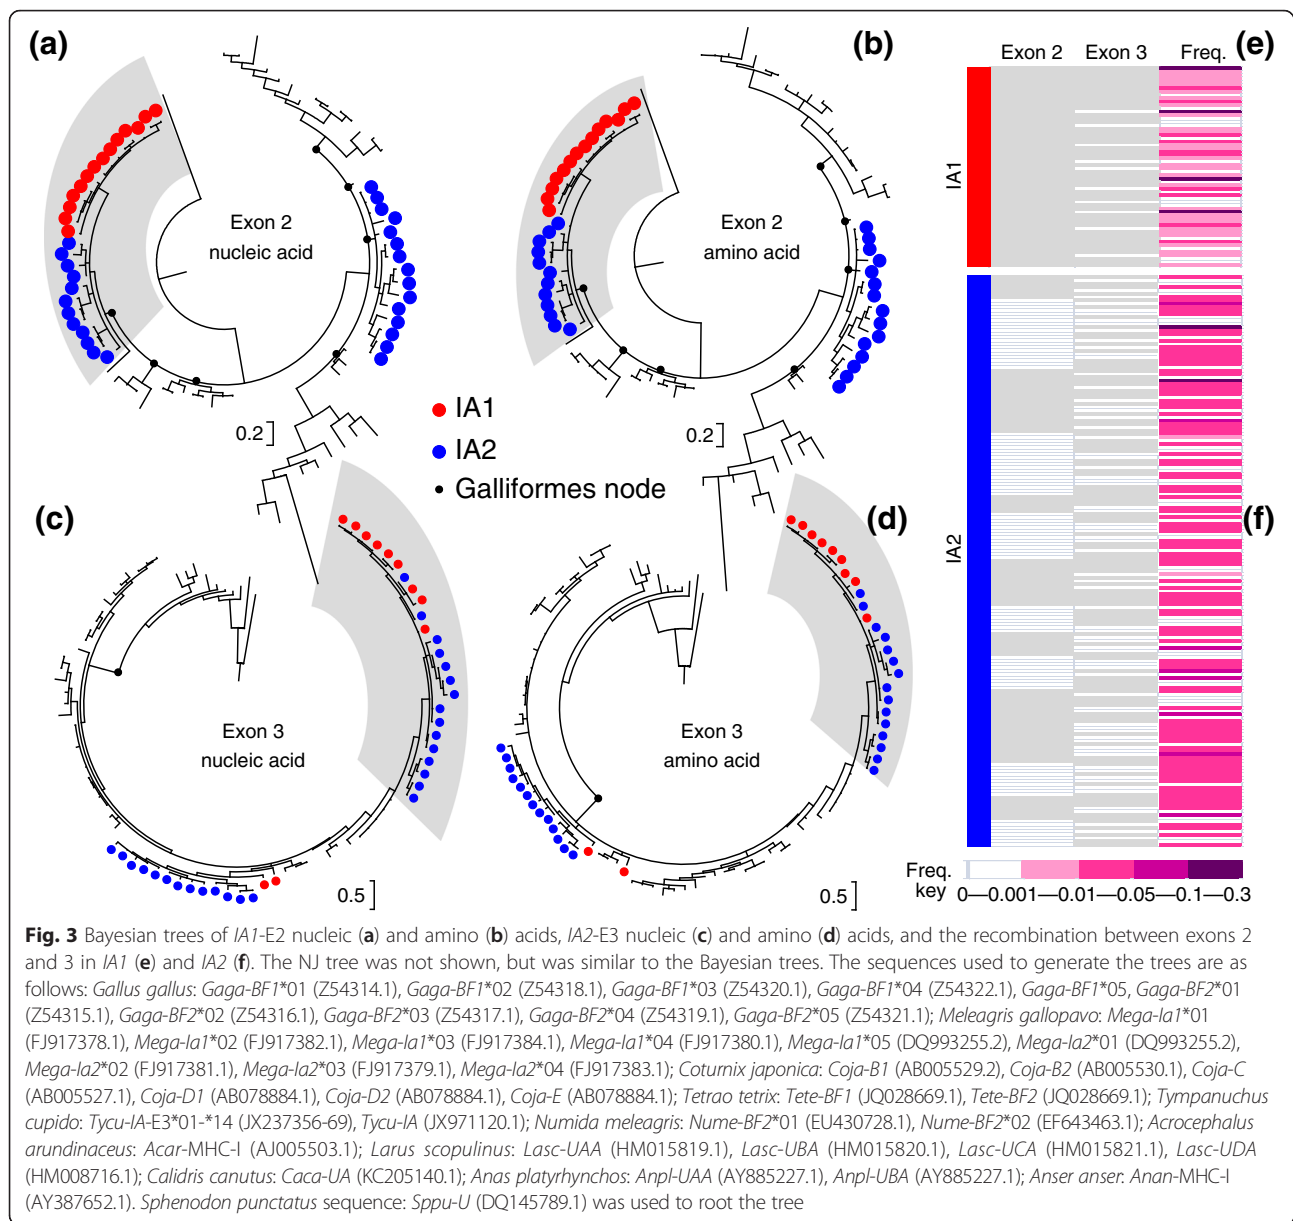 (a)
(b)
Exon 2 Exon 3 Freq.
(e)
IA1
Exon 2
nucleic acid
Exon 2
amino acid
0.2
0.2
IA1
IA2
Galliformes node
(c)
(d)
IA2
(f)
Exon 3
nucleic acid
Exon 3
amino acid
0.5
0.5
Freq.
key
0—0.001—0.01—0.05—0.1—0.3
Fig. 3 Bayesian trees of IA1-E2 nucleic (a) and amino (b) acids, IA2-E3 nucleic (c) and amino (d) acids, and the recombination between exons 2
and 3 in IA1 (e) and IA2 (f). The NJ tree was not shown, but was similar to the Bayesian trees. The sequences used to generate the trees are as
follows: Gallus gallus: Gaga-BF1*01 (Z54314.1), Gaga-BF1*02 (Z54318.1), Gaga-BF1*03 (Z54320.1), Gaga-BF1*04 (Z54322.1), Gaga-BF1*05, Gaga-BF2*01
(Z54315.1), Gaga-BF2*02 (Z54316.1), Gaga-BF2*03 (Z54317.1), Gaga-BF2*04 (Z54319.1), Gaga-BF2*05 (Z54321.1); Meleagris gallopavo: Mega-Ia1*01
(FJ917378.1), Mega-Ia1*02 (FJ917382.1), Mega-Ia1*03 (FJ917384.1), Mega-Ia1*04 (FJ917380.1), Mega-Ia1*05 (DQ993255.2), Mega-Ia2*01 (DQ993255.2),
Mega-Ia2*02 (FJ917381.1), Mega-Ia2*03 (FJ917379.1), Mega-Ia2*04 (FJ917383.1); Coturnix japonica: Coja-B1 (AB005529.2), Coja-B2 (AB005530.1), Coja-C
(AB005527.1), Coja-D1 (AB078884.1), Coja-D2 (AB078884.1), Coja-E (AB078884.1); Tetrao tetrix: Tete-BF1 (JQ028669.1), Tete-BF2 (JQ028669.1); Tympanuchus
cupido: Tycu-IA-E3*01-*14 (JX237356-69), Tycu-IA (JX971120.1); Numida meleagris: Nume-BF2*01 (EU430728.1), Nume-BF2*02 (EF643463.1); Acrocephalus
arundinaceus: Acar-MHC-I (AJ005503.1); Larus scopulinus: Lasc-UAA (HM015819.1), Lasc-UBA (HM015820.1), Lasc-UCA (HM015821.1), Lasc-UDA
(HM008716.1); Calidris canutus: Caca-UA (KC205140.1); Anas platyrhynchos: Anpl-UAA (AY885227.1), Anpl-UBA (AY885227.1); Anser anser: Anan-MHC-I
(AY387652.1). Sphenodon punctatus sequence: Sppu-U (DQ145789.1) was used to root the tree